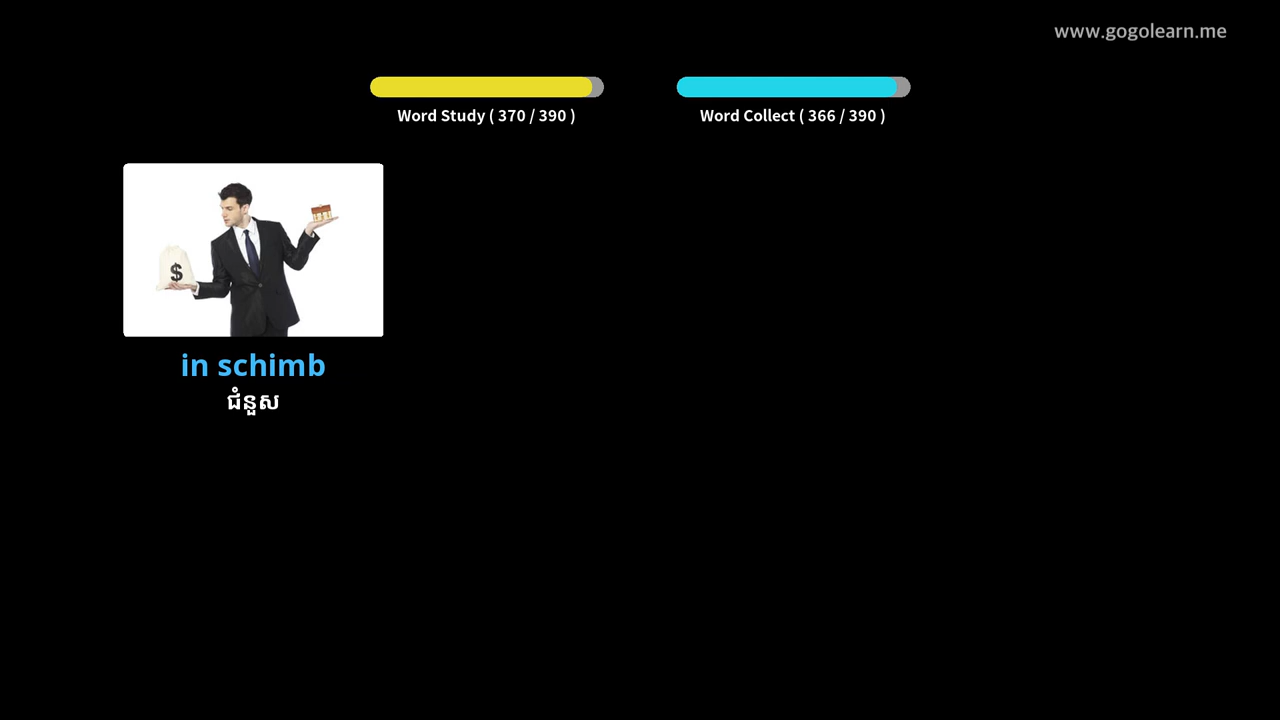 www.gogolearn.me
Word Study ( 370 / 390 )
Word Collect ( 366 / 390 )
$
in schimb
ជំនួស